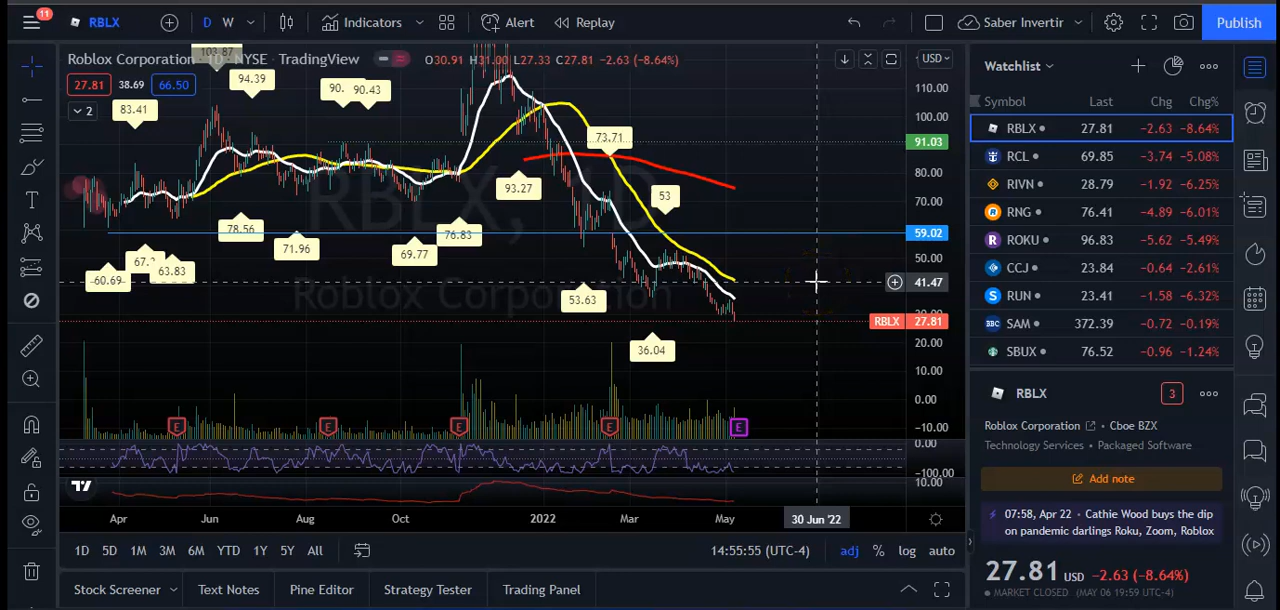 11
RBLX
D W
Indicators
Alert
Replay
Saber Invertir
Publish
Roblox Corporation 1D NYSE TradingView
O30.91 H31.00 L27.33 C27.81 -2.63 (-8.64%)
USD
27.81 38.69 66.50
2
103.87
94.39
83.41
90.
90.43
93.27
73.71
53
78.56
71.96
69.77
76.83
60.69
63.83
53.63
36.04
RBLX, 1D
Roblox Corporation
110.00
100.00
91.03
80.00
70.00
59.02
50.00
41.47
RBLX 27.81
20.00
10.00
0.00
-10.00
0.00
-100.00
10.00
E E E E E
Apr Jun Aug Oct 2022 Mar May 30 Jun '22
1D 5D 1M 3M 6M YTD 1Y 5Y All
14:55:55 (UTC-4) adj % log auto
Stock Screener Text Notes Pine Editor Strategy Tester Trading Panel
Watchlist
Symbol Last Chg Chg%
RBLX 27.81 -2.63 -8.64%
RCL 69.85 -3.74 -5.08%
RIVN 28.79 -1.92 -6.25%
RNG 76.41 -4.89 -6.01%
ROKU 96.83 -5.62 -5.49%
CCJ 23.84 -0.64 -2.61%
RUN 23.41 -1.58 -6.32%
SAM 372.39 -0.72 -0.19%
SBUX 76.52 -0.96 -1.24%
RBLX
3
Roblox Corporation • Cboe BZX
Technology Services • Packaged Software
Add note
07:58, Apr 22 • Cathie Wood buys the dip
on pandemic darlings Roku, Zoom, Roblox
27.81 USD -2.63 (-8.64%)
MARKET CLOSED (MAY 06 19:59 UTC-4)